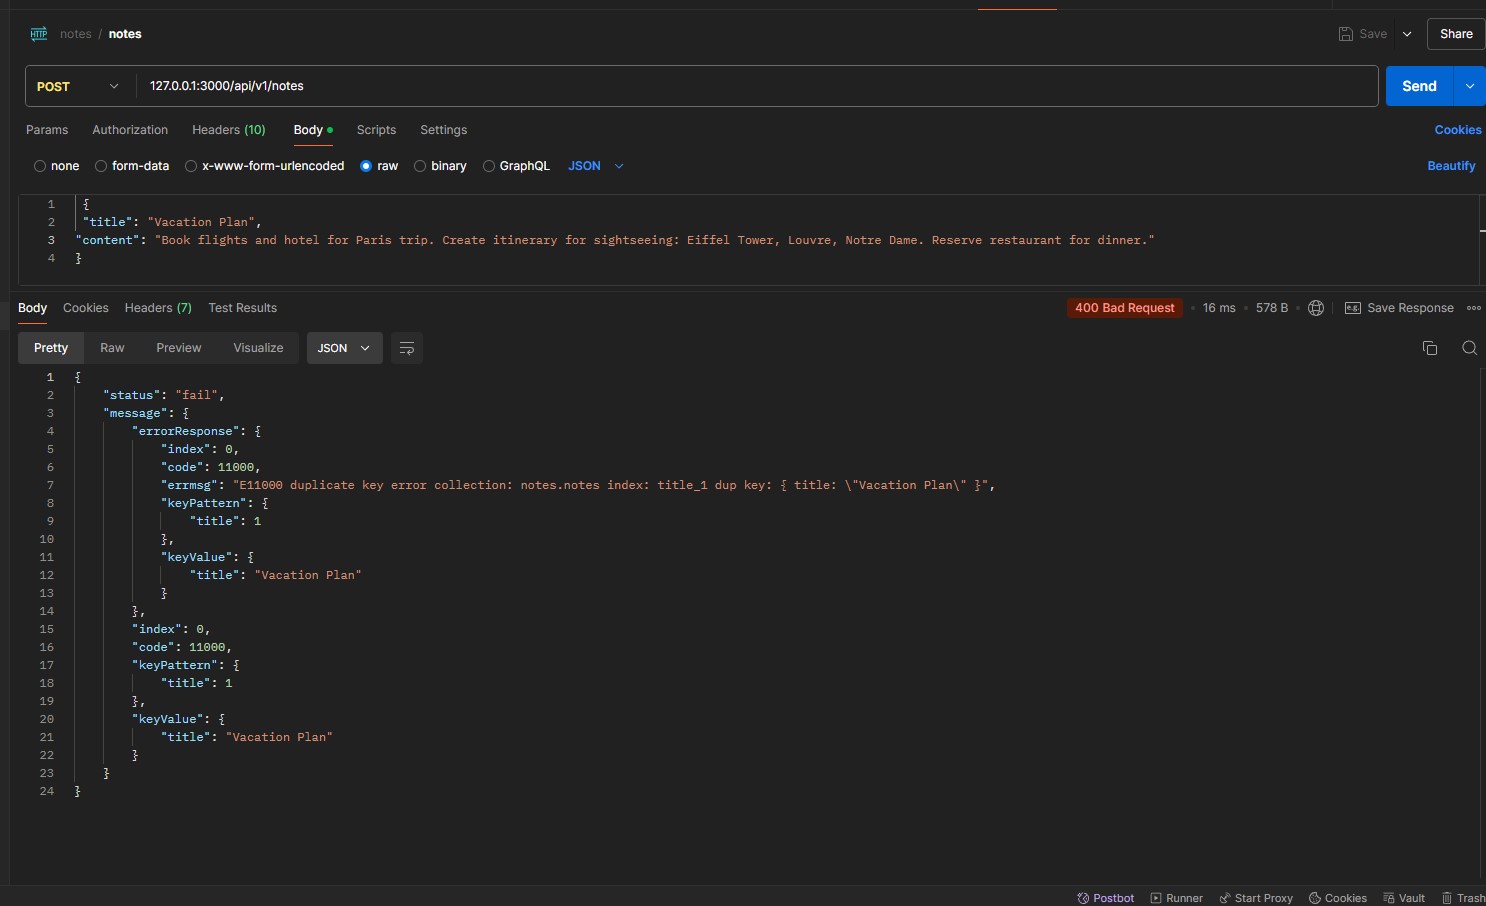 HTTP notes / notes Save Share
POST 127.0.0.1:3000/api/v1/notes Send
Params Authorization Headers (10) Body Scripts Settings Cookies
none form-data x-www-form-urlencoded raw binary GraphQL JSON Beautify
1 {
2 "title": "Vacation Plan",
3 "content": "Book flights and hotel for Paris trip. Create itinerary for sightseeing: Eiffel Tower, Louvre, Notre Dame. Reserve restaurant for dinner."
4 }
Body Cookies Headers (7) Test Results 400 Bad Request 16 ms 578 B e.g. Save Response
Pretty Raw Preview Visualize JSON
1 {
2 "status": "fail",
3 "message": {
4 "errorResponse": {
5 "index": 0,
6 "code": 11000,
7 "errmsg": "E11000 duplicate key error collection: notes.notes index: title_1 dup key: { title: \"Vacation Plan\" }",
8 "keyPattern": {
9 "title": 1
10 },
11 "keyValue": {
12 "title": "Vacation Plan"
13 }
14 },
15 "index": 0,
16 "code": 11000,
17 "keyPattern": {
18 "title": 1
19 },
20 "keyValue": {
21 "title": "Vacation Plan"
22 }
23 }
24 }
Postbot Runner Start Proxy Cookies Vault Trash